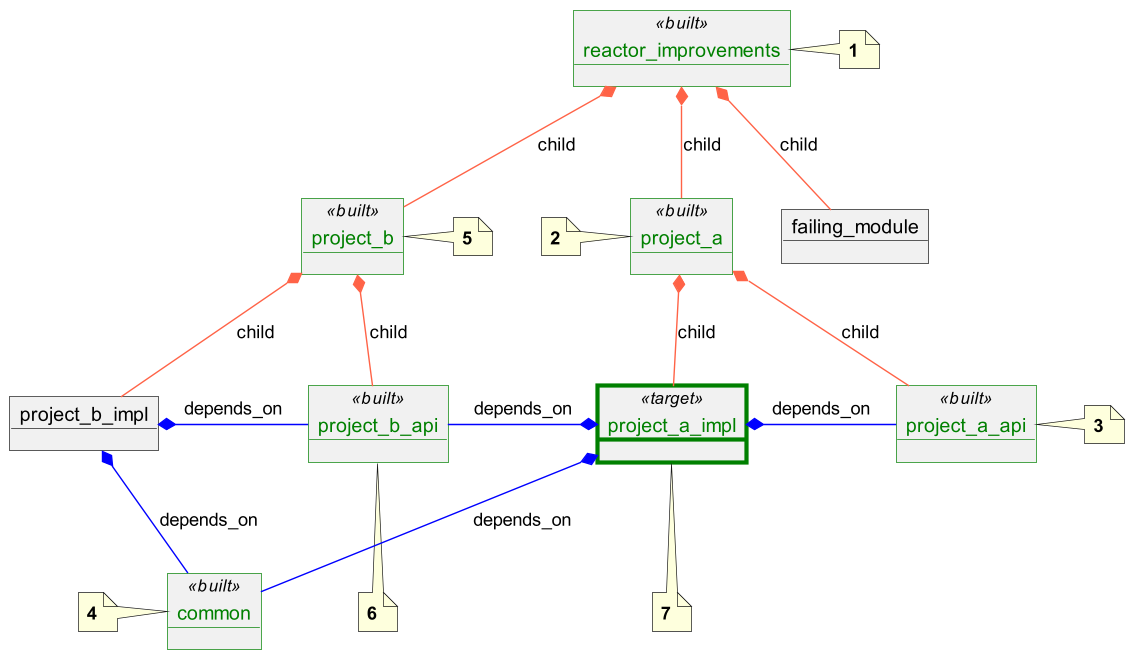 «built»
reactor_improvements
1
child
child
child
«built»
project_b
5
2
«built»
project_a
failing_module
child
child
child
child
project_b_impl
depends_on
«built»
project_b_api
depends_on
«target»
project_a_impl
depends_on
«built»
project_a_api
3
depends_on
depends_on
4
«built»
common
6
7